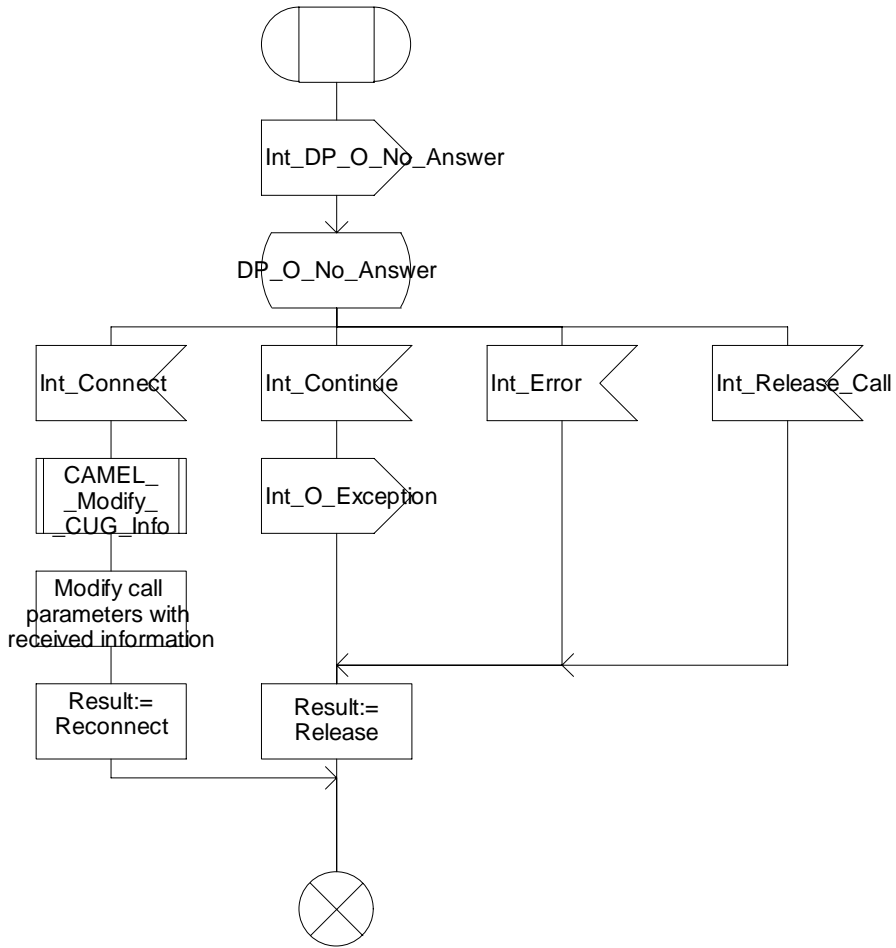 Int_DP_O_No_Answer
DP_O_No_Answer
Int_Connect
Int_Continue
Int_Error
Int_Release_Call
CAMEL_
_Modify_
_CUG_Info
Int_O_Exception
Modify call
parameters with
received information
Result:=
Reconnect
Result:=
Release